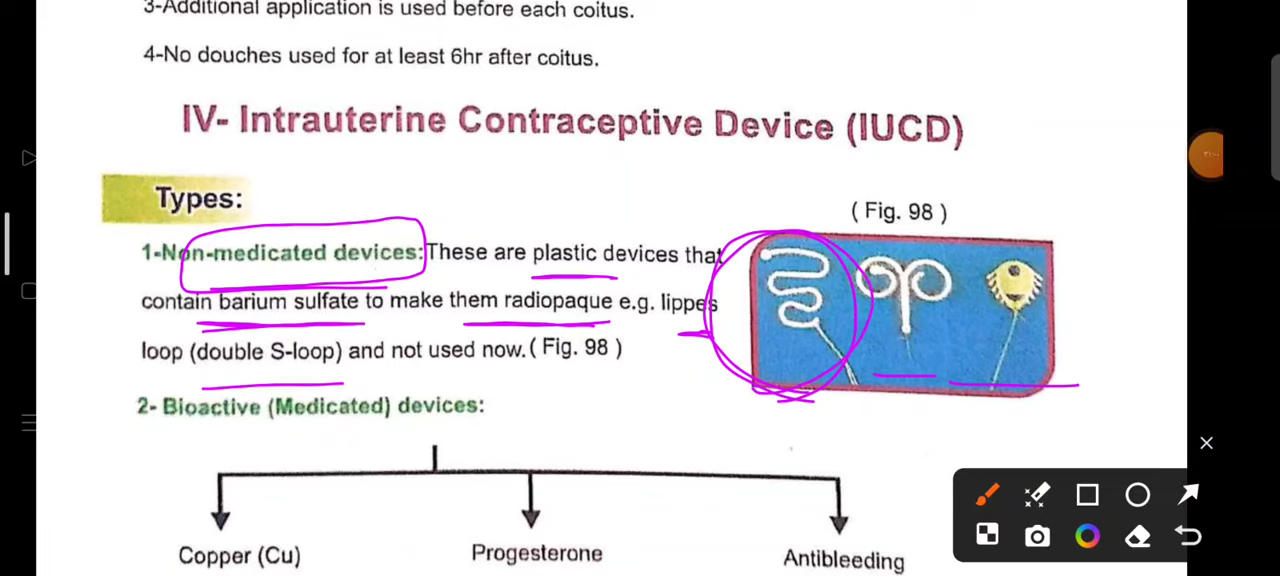 3-Additional application is used before each coitus.
4-No douches used for at least 6hr after coitus.
IV- Intrauterine Contraceptive Device (IUCD)
Types:
( Fig. 98 )
1-Non-medicated devices: These are plastic devices that
contain barium sulfate to make them radiopaque e.g. lippes
loop (double S-loop) and not used now. ( Fig. 98 )
2- Bioactive (Medicated) devices:
Copper (Cu) Progesterone Antibleeding